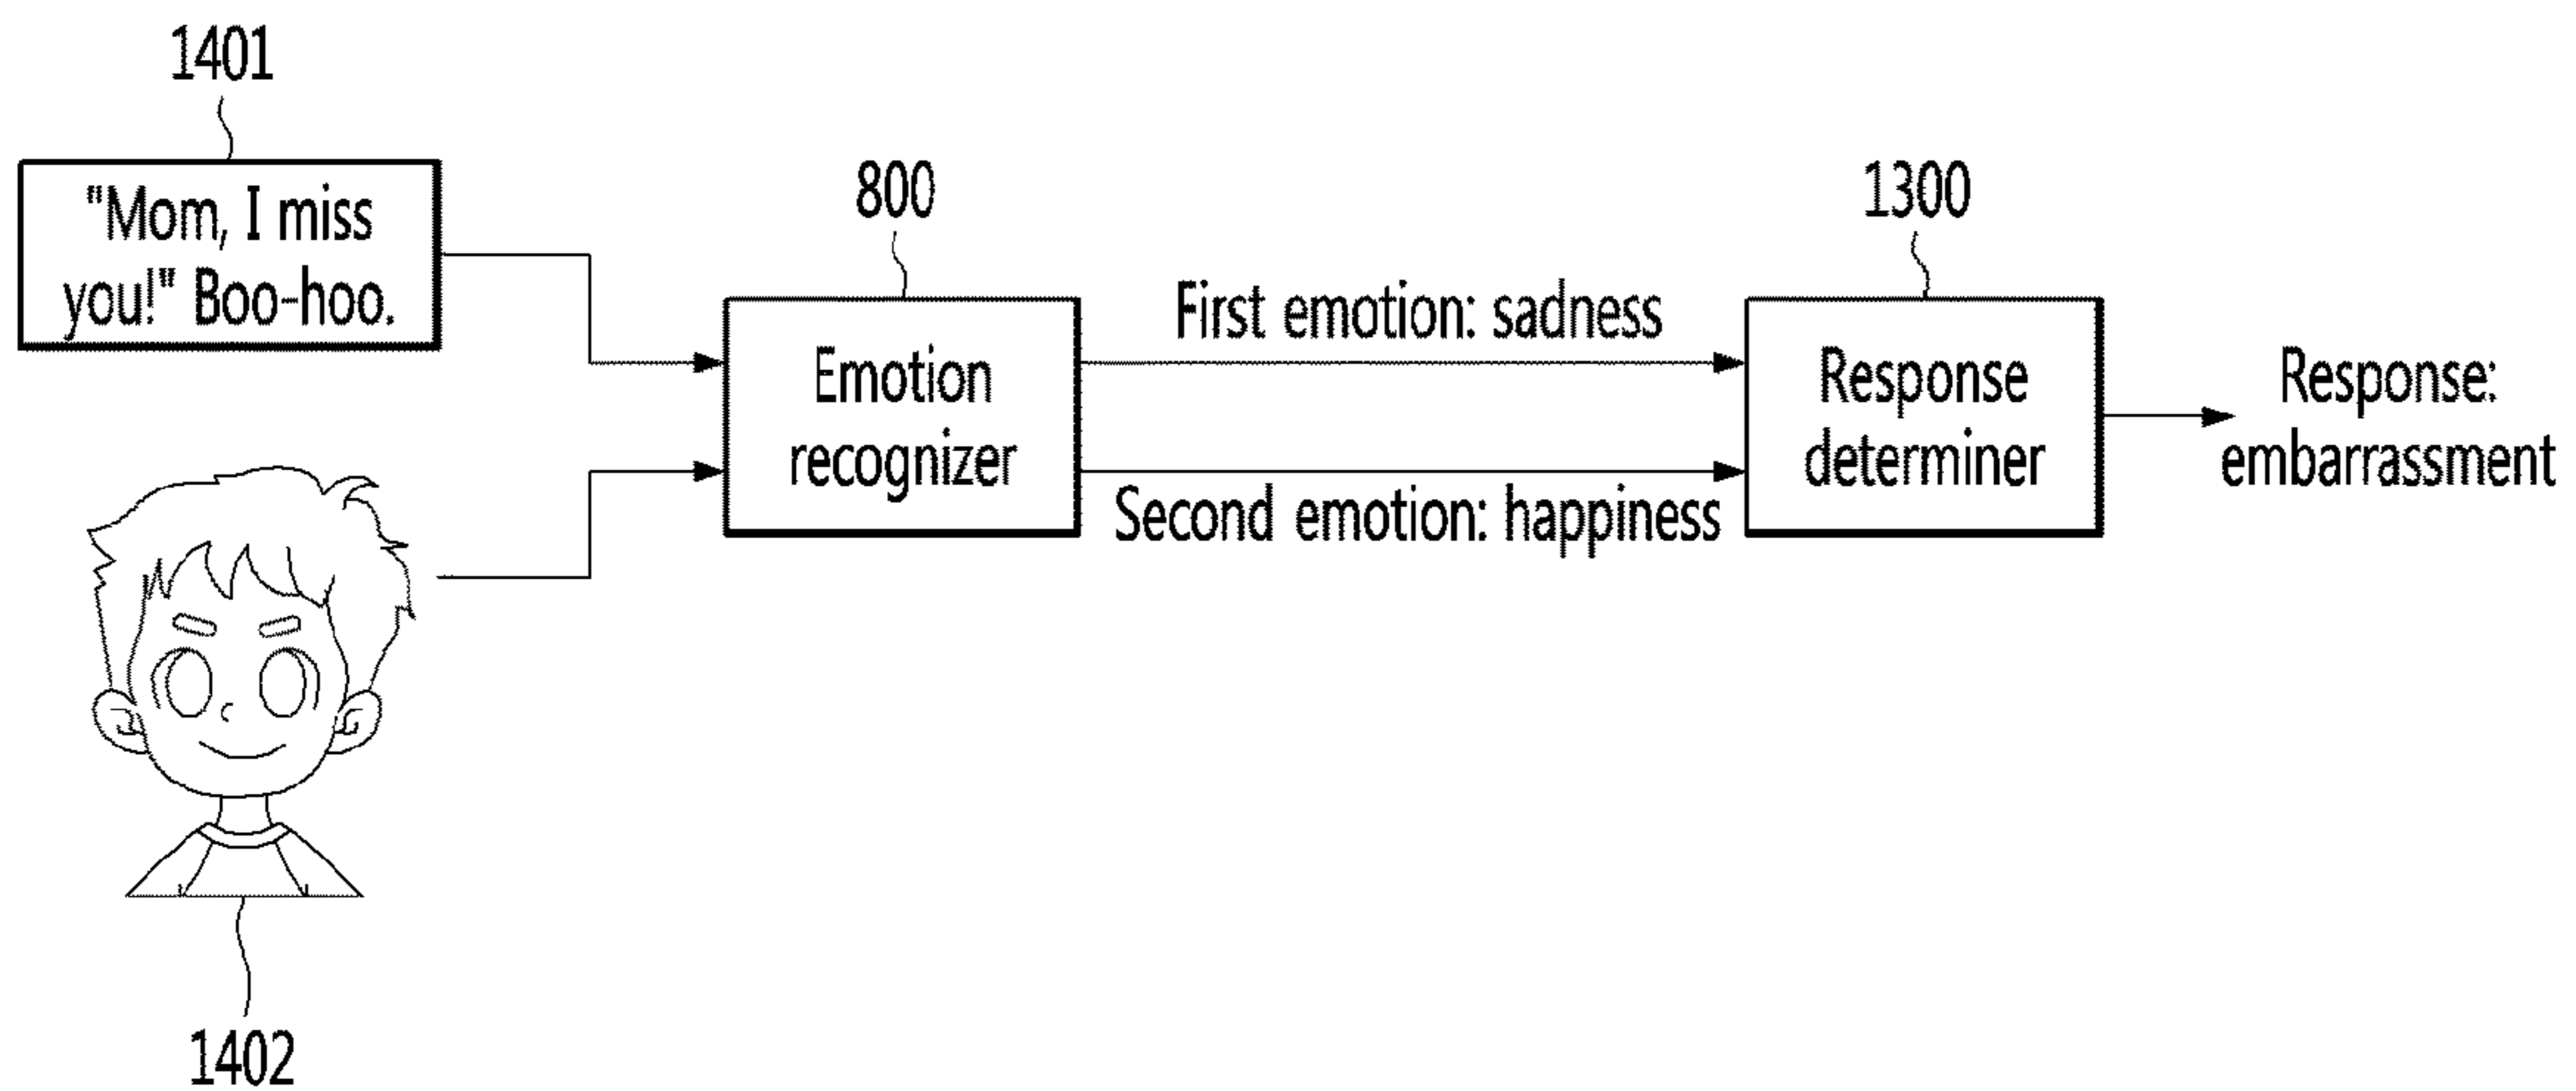 1401
"Mom, I miss
you!" Boo-hoo.
800
Emotion
recognizer
First emotion: sadness
Second emotion: happiness
1300
Response
determiner
Response:
embarrassment
1402